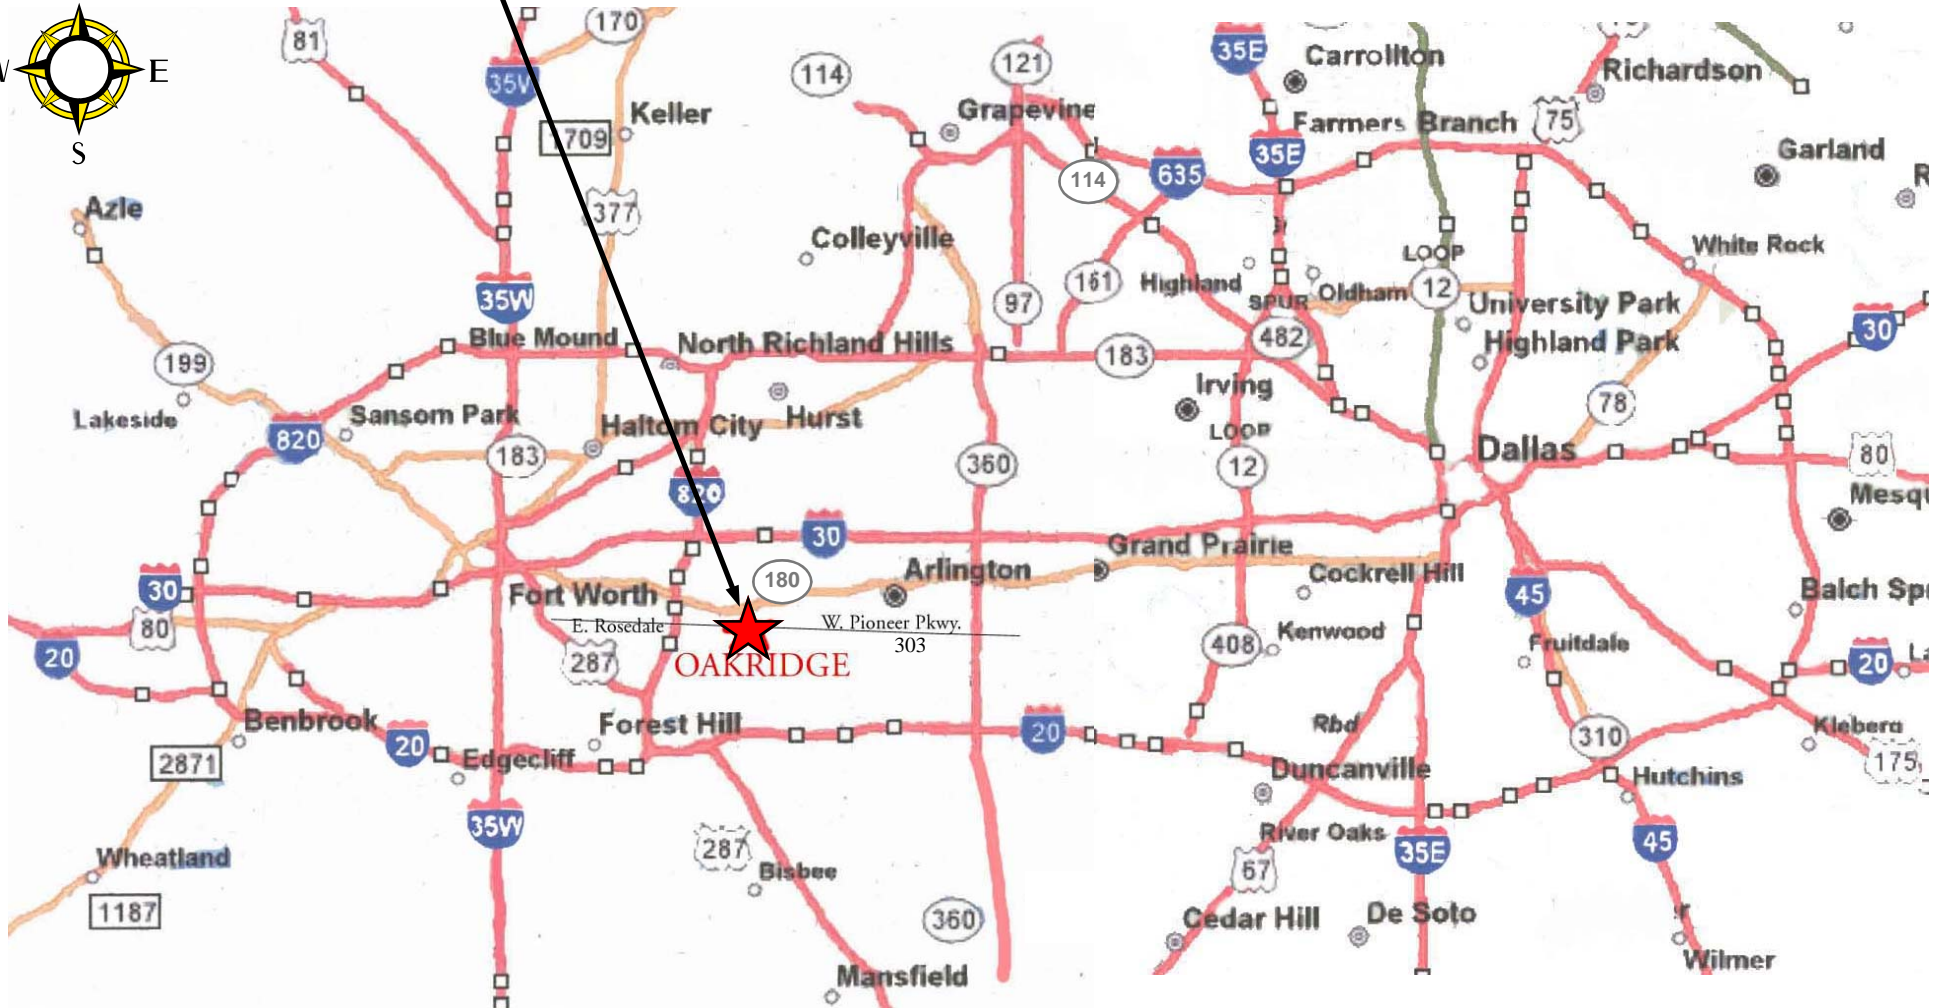 81
170
35W
114
121
35E
Carrollton
Richardson
E
Grapevine
Keller
1709
Farmers Branch
75
35E
Garland
S
635
114
Azle
377
Colleyville
White Rock
LOOP
161
Highland
SPUR
Oldham
12
University Park
35W
97
482
30
Blue Mound
North Richland Hills
183
Highland Park
199
Irving
78
Lakeside
Sansom Park
Haltom City
Hurst
LOOP
820
183
360
12
Dallas
80
820
Mesqu
30
Grand Prairie
180
Arlington
Cockrell Hill
30
Fort Worth
45
Balch Spr
80
E. Rosedale
W. Pioneer Pkwy.
303
408
Kenwood
Fruitdale
20
287
OAKRIDGE
20
La
Benbrook
Forest Hill
20
20
Rbd
310
Kleberg
2871
Edgecliff
Duncanville
Hutchins
175
35W
River Oaks
45
287
35E
Wheatland
Bisbee
67
1187
360
Cedar Hill
De Soto
r
Mansfield
Wilmer